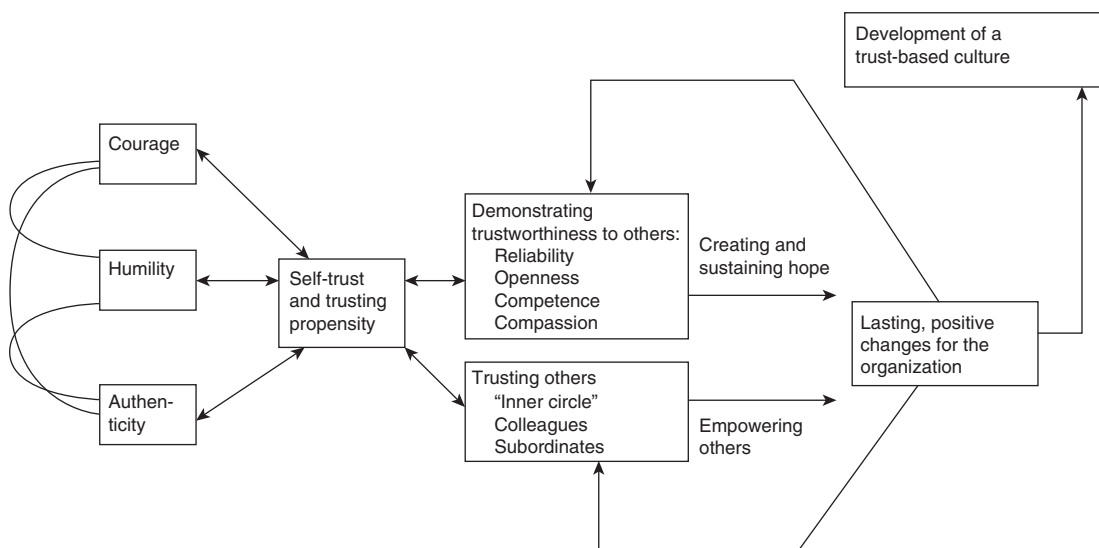 Development of a
trust-based culture
Courage
Humility
Authen-
ticity
Self-trust
and trusting
propensity
Demonstrating
trustworthiness to others:
Reliability
Openness
Competence
Compassion
Trusting others
“Inner circle”
Colleagues
Subordinates
Creating and
sustaining hope
Empowering
others
Lasting, positive
changes for the
organization